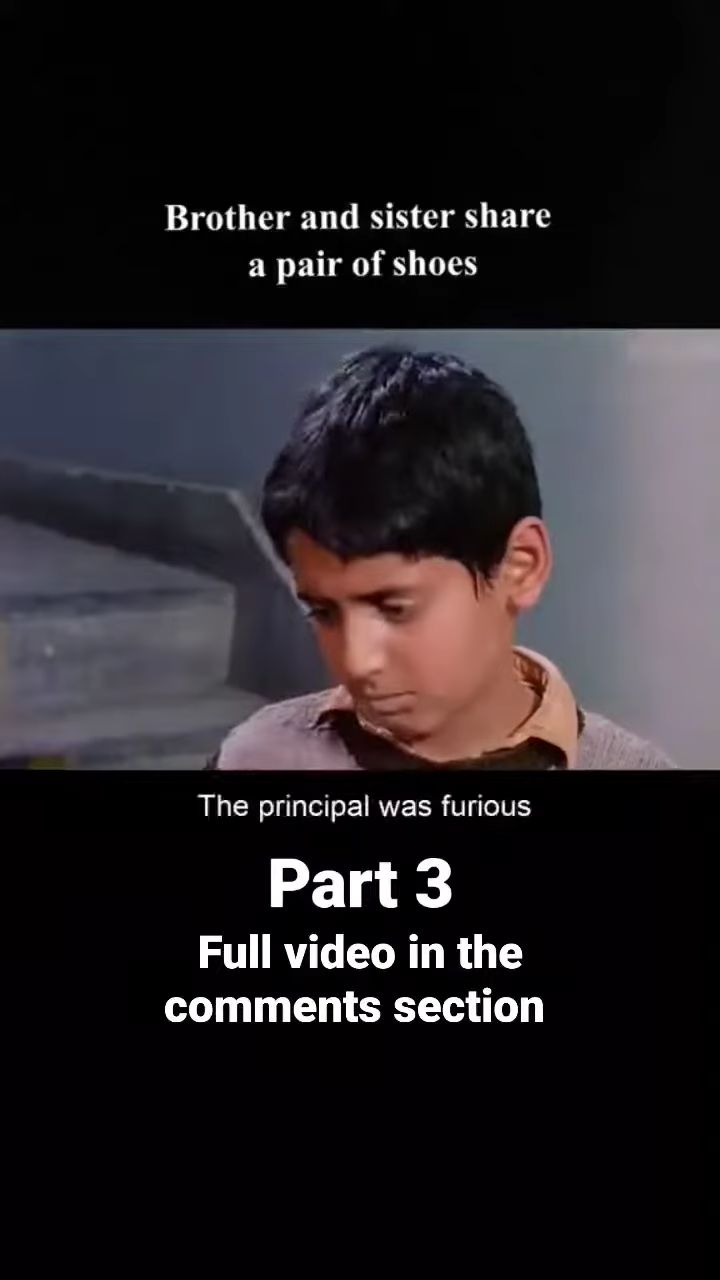 Brother and sister share
a pair of shoes
The principal was furious
Part 3
Full video in the
comments section